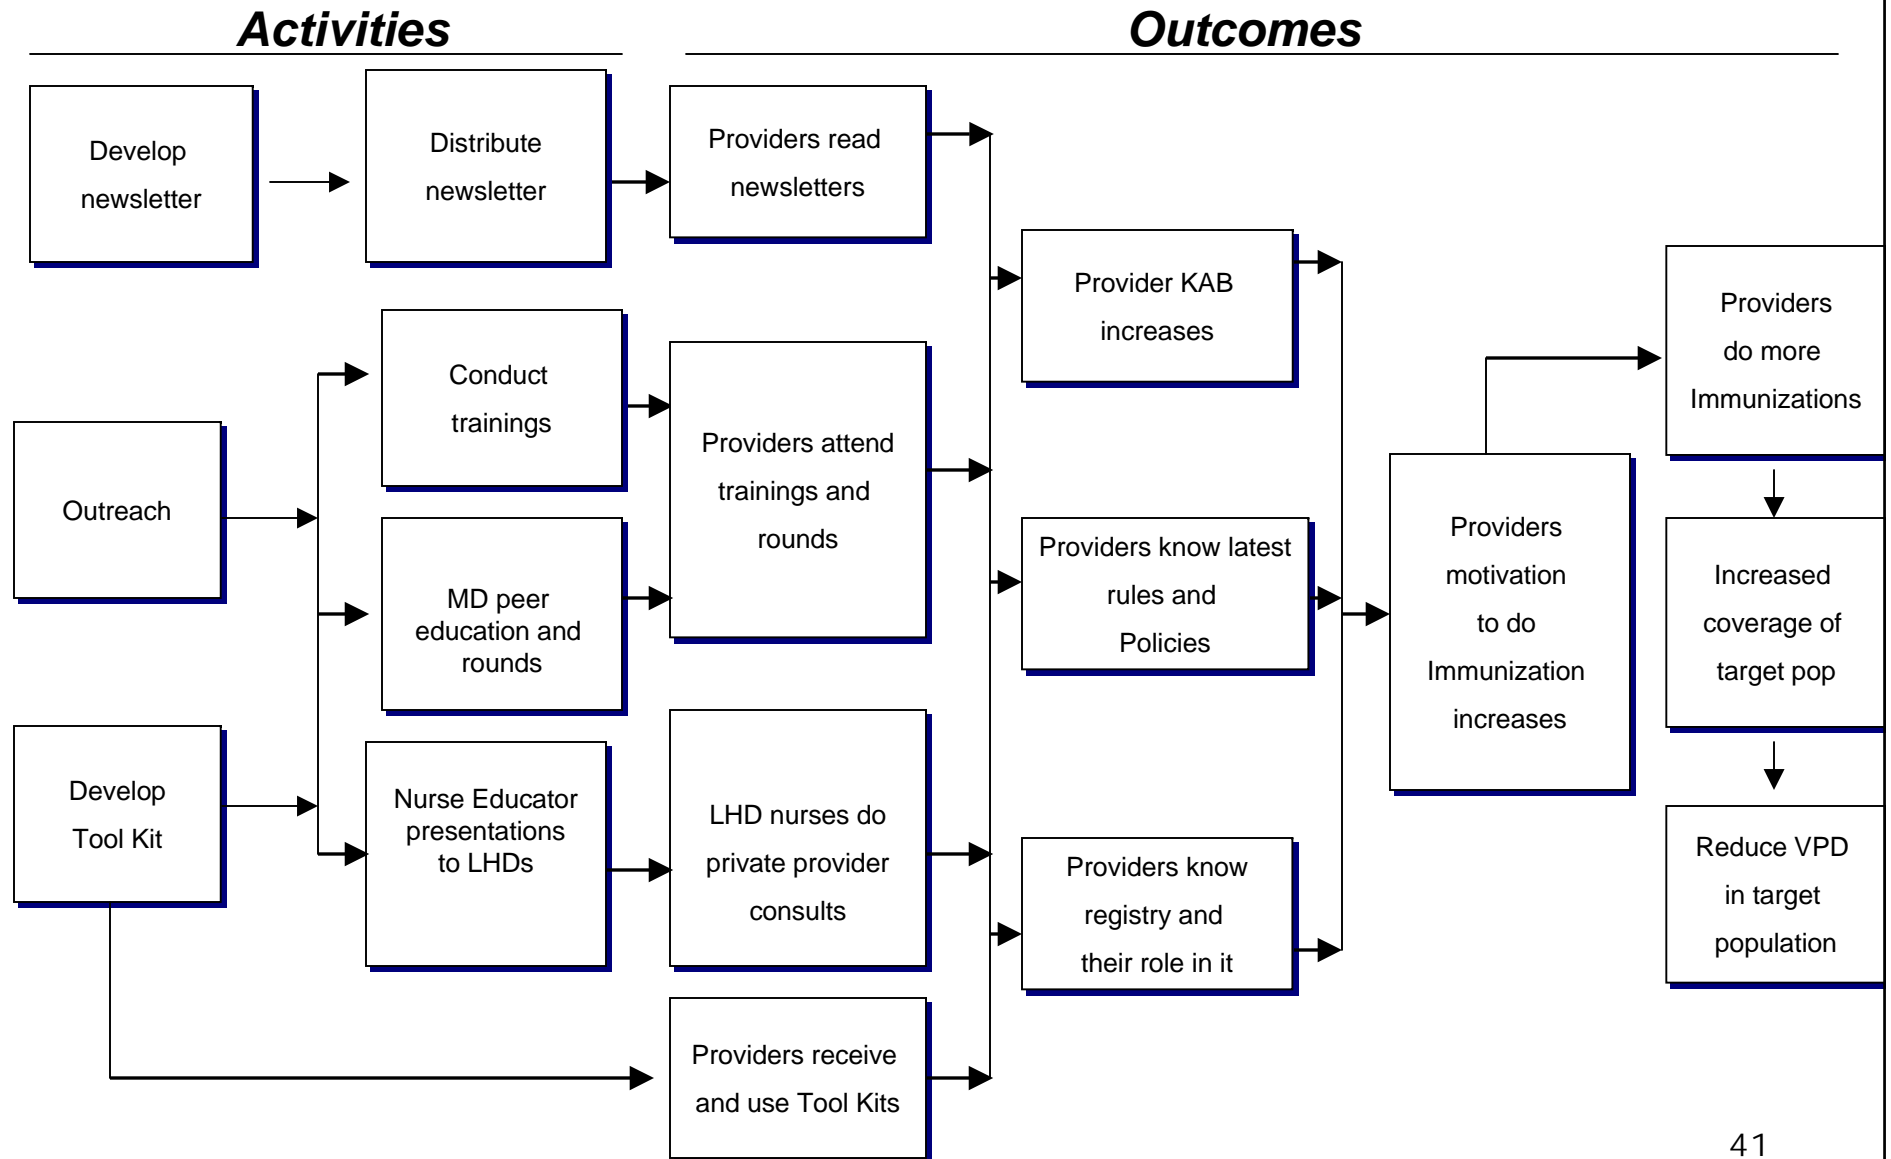 Activities
Outcomes
Develop
newsletter
Distribute
newsletter
Providers read
newsletters
Provider KAB
increases
Providers
do more
Immunizations
Conduct
trainings
Providers attend
trainings and
rounds
Outreach
MD peer
education and
rounds
Providers know latest
rules and
Policies
Providers
motivation
to do
Immunization
increases
Increased
coverage of
target pop
Develop
Tool Kit
Nurse Educator
presentations
to LHDs
LHD nurses do
private provider
consults
Providers know
registry and
their role in it
Reduce VPD
in target
population
Providers receive
and use Tool Kits
41